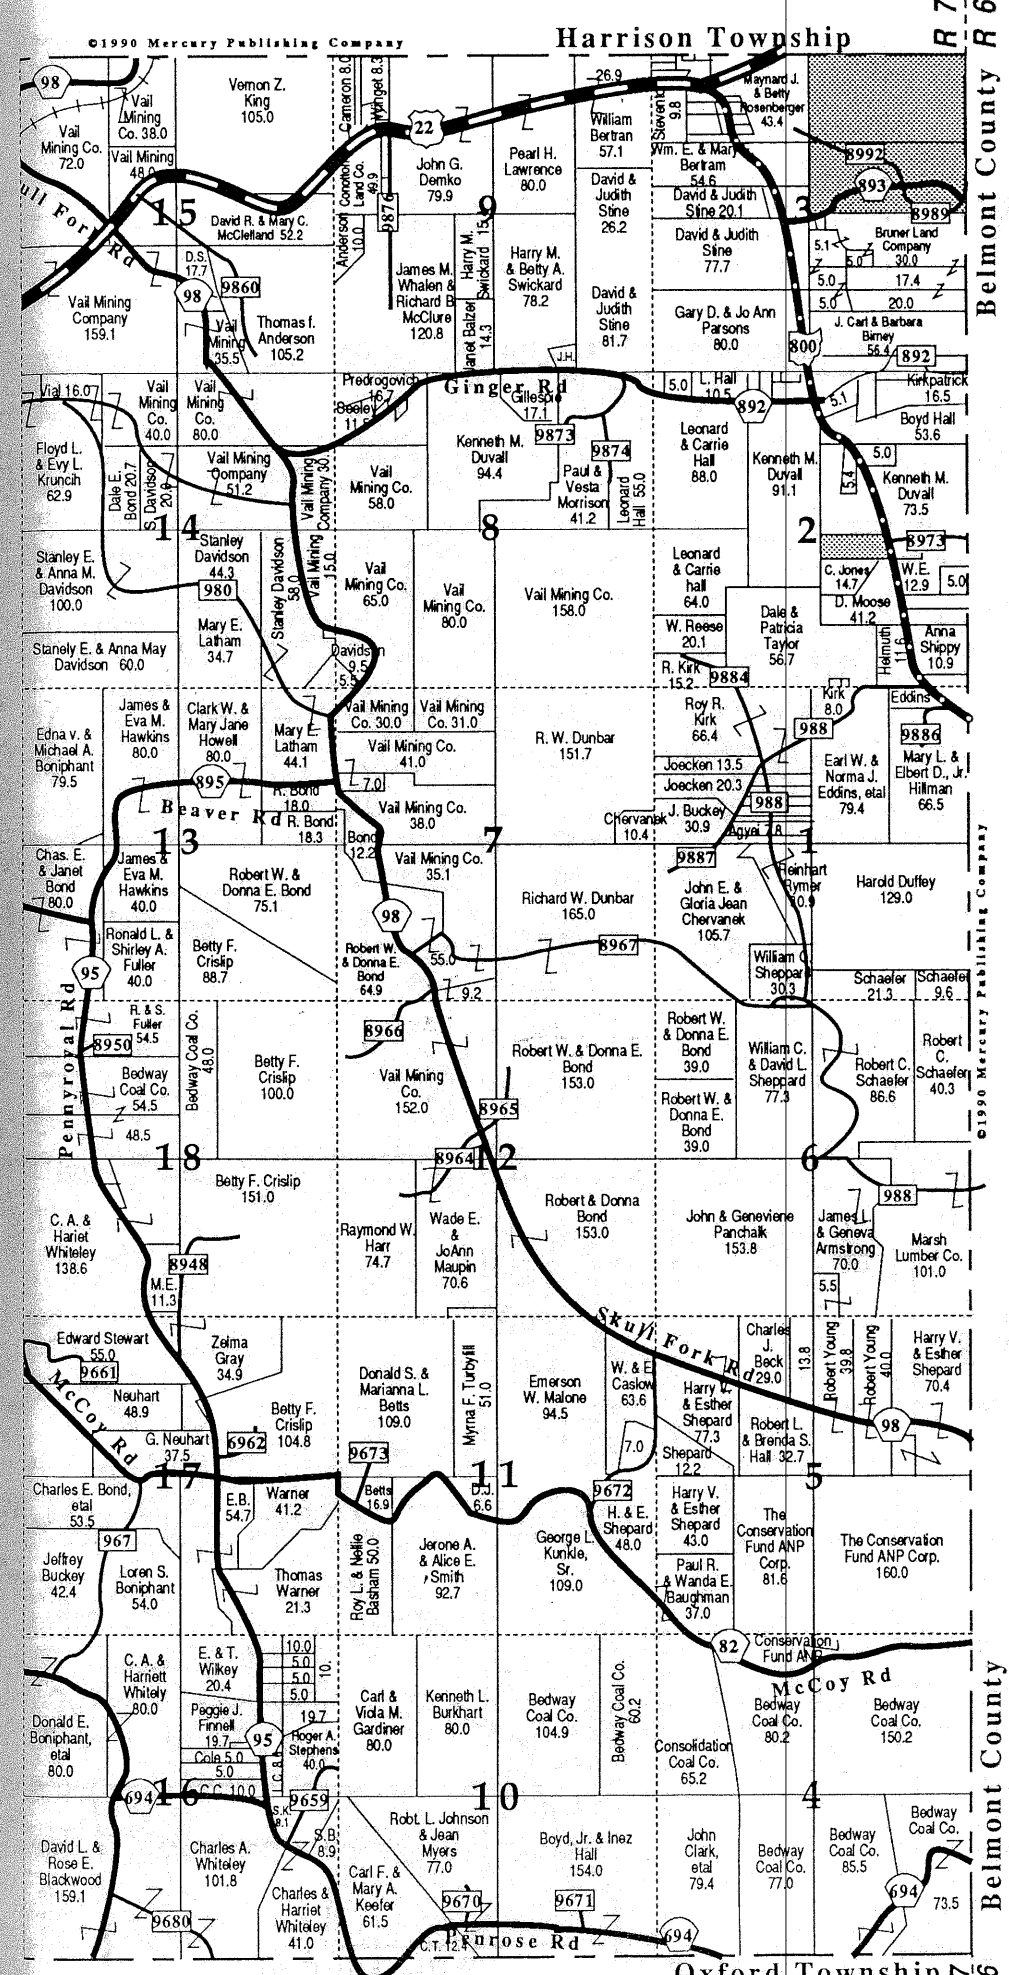 ©1990 Mercury Publishing Company
Harrison Township
R 7
R 6
Belmont County
98
Vail
Mining
Co. 38.0
Vail
Mining Co.
72.0
Vail Mining
48.0
Vernon Z.
King
105.0
Cameron 8.0
Winget 8.3
22
26.9
William
Bertran
57.1
Stevento
9.8
Maynard J.
& Betty
Rosenberger
43.4
8992
893
8989
John G.
Demko
79.9
Pearl H.
Lawrence
80.0
Wm. E. & Mary
Bertram
54.6
David & Judith
Stine 20.1
David &
Judith
Stine
26.2
Land Co.
49.9
9876
15
David R. & Mary C.
McClelland 52.2
Anderson
10.0
9
3
Bruner Land
Company
30.0
5.1
5.0
17.4
5.0
20.0
5.0
D.S.
17.7
98
9860
Vail Mining
Company
159.1
Vail
Mining
35.5
Thomas f.
Anderson
105.2
James M.
Whalen &
Richard B
McClure
120.8
Harry M.
Swickard 15.
Janet Balzer
14.3
Harry M.
& Betty A.
Swickard
78.2
David &
Judith
Stine
81.7
David & Judith
Stine
77.7
Gary D. & Jo Ann
Parsons
80.0
800
J. Carl & Barbara
Birney
56.4
892
J.H.
Vial 16.0
Vail
Mining
Co.
40.0
Vail
Mining
Co.
80.0
Predrogovich
16.7
Seeley
11.5
Ginger Rd
Gillespie
17.1
9873
9874
5.0
L. Hall
10.5
892
5.1
Kirkpatrick
16.5
Boyd Hall
53.6
Floyd L.
& Evy L.
Kruncih
62.9
Dale E.
Bond 20.7
S. Davidson
20.0
Vail Mining
Company
51.2
Vail Mining
Company 30.
Vail
Mining Co.
58.0
Kenneth M.
Duvall
94.4
Paul &
Vesta
Morrison
41.2
Leonard
Hall 55.0
Leonard
& Carrie
Hall
88.0
Kenneth M.
Duvall
91.1
5.4
5.0
Kenneth M.
Duvall
73.5
14
8
2
8973
Stanley E.
& Anna M.
Davidson
100.0
Stanley
Davidson
44.3
980
Mary E.
Latham
34.7
Stanley Davidson
58.0
Vail Mining
15.0
Vail
Mining Co.
65.0
Vail
Mining Co.
80.0
Vail Mining Co.
158.0
Leonard
& Carrie
hall
64.0
W. Reese
20.1
R. Kirk
15.2
9884
Dale &
Patricia
Taylor
56.7
C. Jones
14.7
W.E.
12.9
5.0
D. Moose
41.2
Helmuth
11.6
Anna
Shippy
10.9
Stanely E. & Anna May
Davidson 60.0
Davidson
9.5
5.5
Edna v. &
Michael A.
Boniphant
79.5
James &
Eva M.
Hawkins
80.0
Clark W. &
Mary Jane
Howell
80.0
Mary E.
Latham
44.1
Vail Mining
Co. 30.0
Vail Mining
Co. 31.0
Vail Mining Co.
41.0
7.0
R. W. Dunbar
151.7
Roy R.
Kirk
66.4
Kirk
8.0
988
Eddins
9886
Joecken 13.5
Joecken 20.3
Earl W. &
Norma J.
Eddins, etal
79.4
Mary L. &
Elbert D., Jr.
Hillman
66.5
895
Beaver Rd
R. Bond
18.0
R. Bond
18.3
Vail Mining Co.
38.0
Chervanek
10.4
J. Buckey
30.9
988
Agyei 7.8
13
Bond
12.2
7
1
9887
Chas. E.
& Janet
Bond
80.0
James &
Eva M.
Hawkins
40.0
Robert W. &
Donna E. Bond
75.1
Vail Mining Co.
35.1
98
Richard W. Dunbar
165.0
John E. &
Gloria Jean
Chervanek
105.7
Reinhart
Rymer
30.9
Harold Duffey
129.0
Ronald L. &
Shirley A.
Fuller
40.0
Betty F.
Crislip
88.7
Robert W.
& Donna E.
Bond
64.9
55.0
9.2
8967
William C
Sheppard
30.3
Schaefer
21.3
Schaefer
9.6
95
Pennyroyal Rd
R. & S.
Fuller
54.5
8950
Bedway Coal Co.
48.0
Betty F.
Crislip
100.0
8966
Vail Mining
Co.
152.0
Robert W. & Donna E.
Bond
153.0
8965
Robert W.
& Donna E.
Bond
39.0
Robert W. &
Donna E.
Bond
39.0
William C.
& David L.
Sheppard
77.3
Robert C.
Schaefer
86.6
Robert
C.
Schaefer
40.3
©1990 Mercury Publishing Company
Bedway
Coal Co.
54.5
48.5
18
8964
12
6
C. A. &
Hariet
Whiteley
138.6
Betty F. Crislip
151.0
8948
M.E.
11.3
Raymond W.
Harr
74.7
Wade E.
&
JoAnn
Maupin
70.6
Robert & Donna
Bond
153.0
John & Geneviene
Panchalk
153.8
988
James L.
& Geneva
Armstrong
70.0
5.5
Marsh
Lumber Co.
101.0
Edward Stewart
55.0
9661
McCoy Rd
Neuhart
48.9
G. Neuhart
37.5
Zelma
Gray
34.9
Betty F.
Crislip
104.8
6962
Donald S. &
Marianna L.
Betts
109.0
9673
Myrna F. Turbyfill
51.0
Emerson
W. Malone
94.5
Skull Fork Rd
W. & E.
Caslow
63.6
7.0
Harry V.
& Esther
Shepard
77.3
Shepard
12.2
Charles
J.
Beck
29.0
13.8
Robert Young
39.8
Robert Young
40.0
Harry V.
& Esther
Shepard
70.4
98
Robert L.
& Brenda S.
Hall 32.7
17
11
5
Charles E. Bond,
etal
53.5
967
E.B.
54.7
Warner
41.2
Betts
16.9
D.J.
6.6
9672
H. & E.
Shepard
48.0
Harry V.
& Esther
Shepard
43.0
The
Conservation
Fund ANP
Corp.
81.6
The Conservation
Fund ANP Corp.
160.0
Jeffrey
Buckey
42.4
Loren S.
Boniphant
54.0
Thomas
Warner
21.3
Roy L. & Nellie
Basham 50.0
Jerone A.
& Alice E.
Smith
92.7
George L.
Kunkle,
Sr.
109.0
Paul R.
& Wanda E.
Baughman
37.0
82
Conservation
Fund ANP
McCoy Rd
C. A. &
Harriett
Whitely
80.0
E. & T.
Wilkey
20.4
10.0
5.0
5.0
5.0
10.
Donald E.
Boniphant,
etal
80.0
Peggie J.
Finnell
19.7
Cole 5.0
5.0
C.C. 10.0
95
19.7
Roger A.
Stephens
40.0
Carl &
Viola M.
Gardiner
80.0
Kenneth L.
Burkhart
80.0
Bedway
Coal Co.
104.9
Bedway Coal Co.
60.2
Consolidation
Coal Co.
65.2
Bedway
Coal Co.
80.2
Bedway
Coal Co.
150.2
694
16
9659
10
4
S.K.
8.1
S.B.
8.9
David L. &
Rose E.
Blackwood
159.1
Charles A.
Whiteley
101.8
9680
Charles &
Harriet
Whiteley
41.0
Carl F. &
Mary A.
Keefer
61.5
Robt. L. Johnson
& Jean
Myers
77.0
9670
C.T. 12.4
Penrose Rd
Boyd, Jr. & Inez
Hall
154.0
9671
694
John
Clark,
etal
79.4
Bedway
Coal Co.
77.0
Bedway
Coal Co.
85.5
Bedway
Coal Co.
694
73.5
Belmont County
Oxford Township